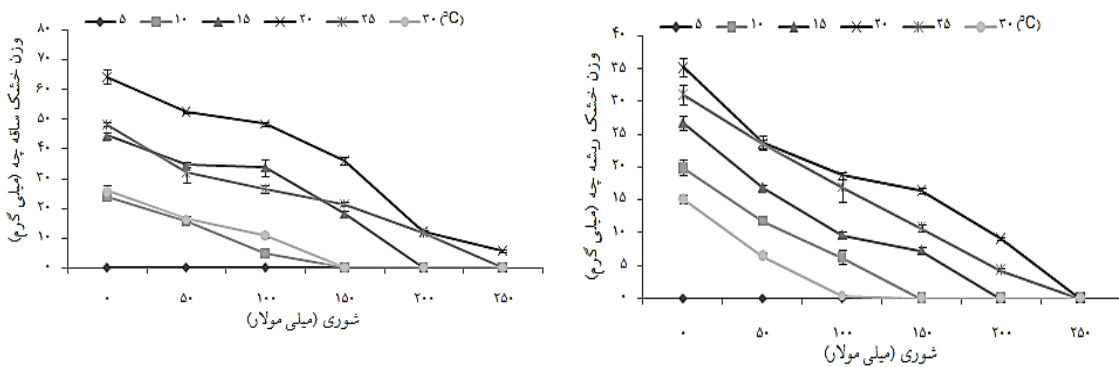 ۵ ۱۰ ۱۵ ۲۰ ۲۵ ۳۰ (°C)
وزن خشک ساقه چه (میلی گرم)
۸۰
۷۰
۶۰
۵۰
۴۰
۳۰
۲۰
۱۰
۰
۰ ۵۰ ۱۰۰ ۱۵۰ ۲۰۰ ۲۵۰
شوری (میلی مولار)
۵ ۱۰ ۱۵ ۲۰ ۲۵ ۳۰ (°C)
وزن خشک ریشه چه (میلی گرم)
۴۰
۳۵
۳۰
۲۵
۲۰
۱۵
۱۰
۵
۰
۰ ۵۰ ۱۰۰ ۱۵۰ ۲۰۰ ۲۵۰
شوری (میلی مولار)